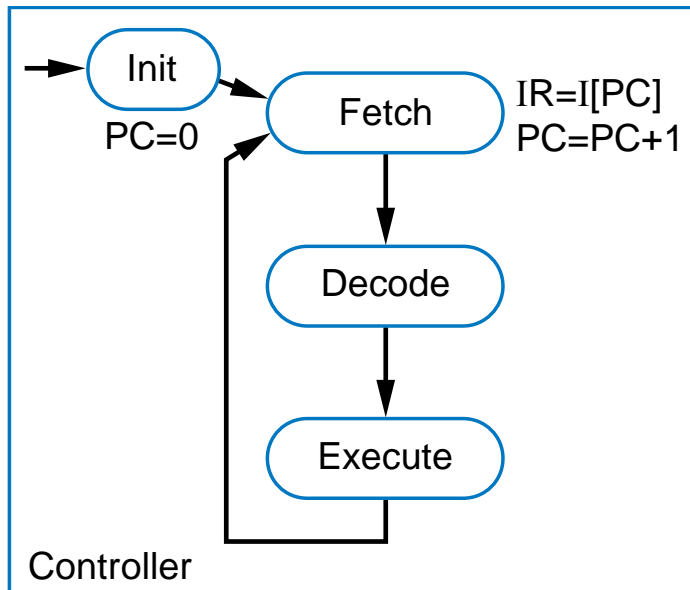 Init
PC=0
Fetch
IR=I[PC]
PC=PC+1
Decode
Execute
Controller